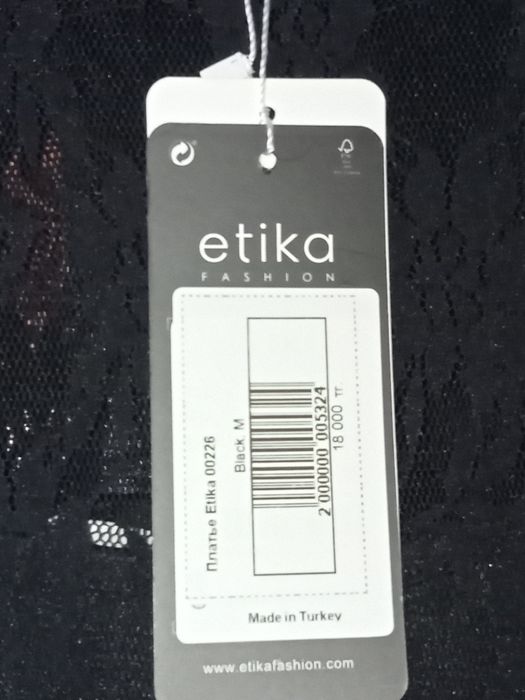 etika
FASHION
Платье Etika 00226
Black M
2 000000 005324
18 000 тг.
Made in Turkey
www.etikafashion.com